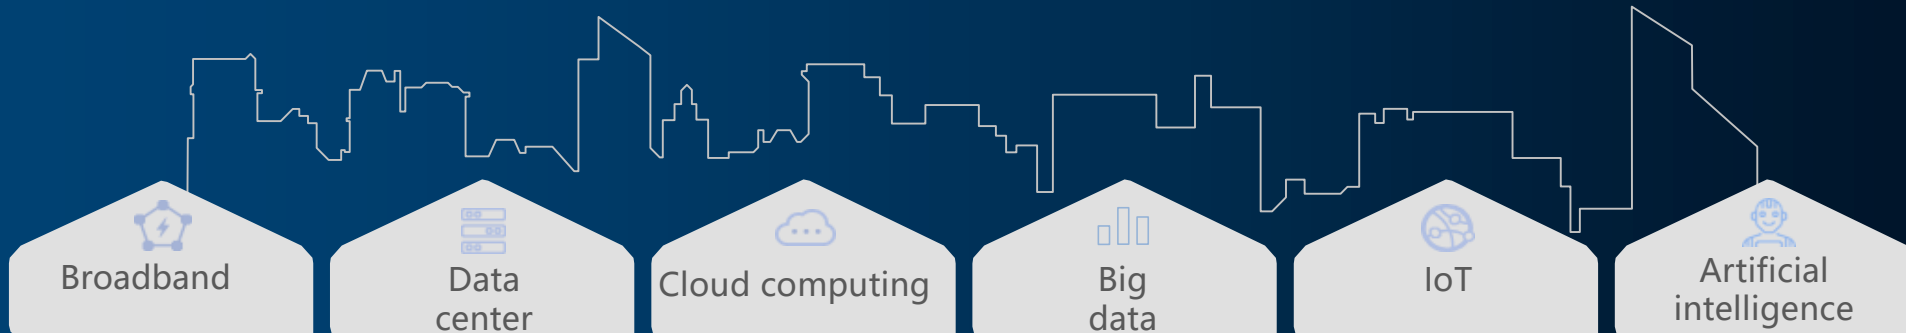 Broadband
Data
center
Cloud computing
Big
data
IoT
Artificial
intelligence